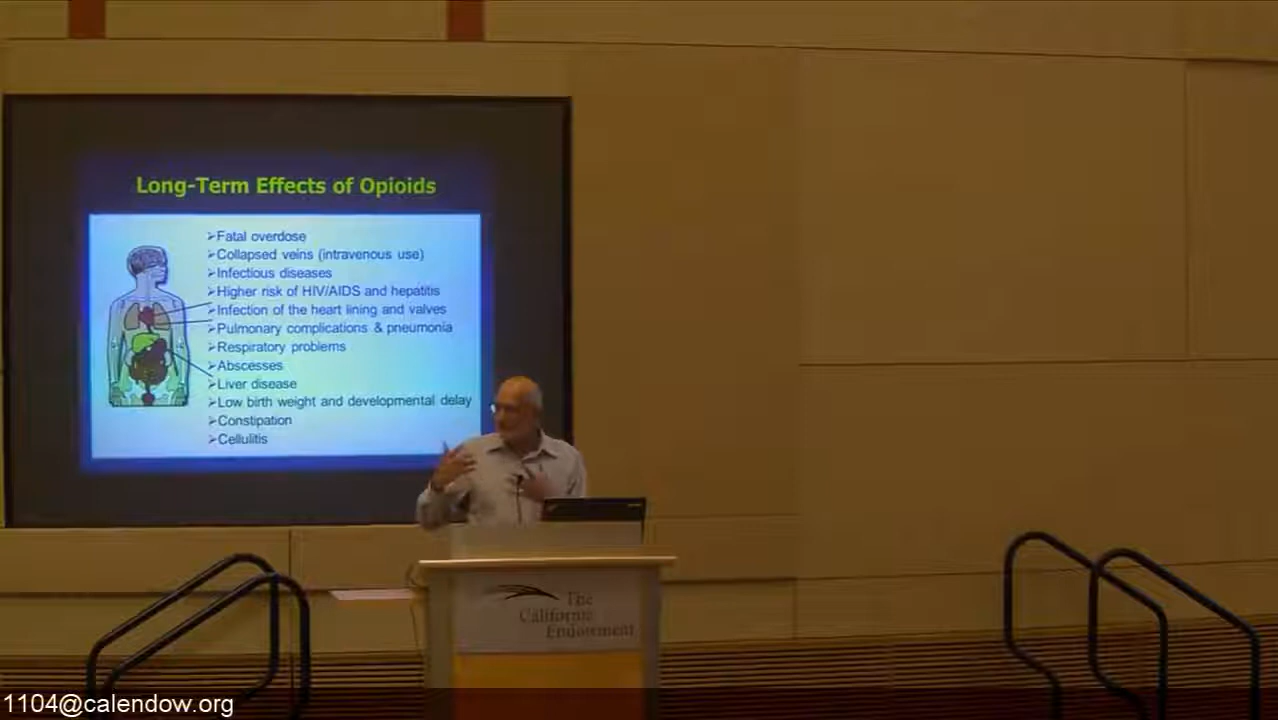 Long-Term Effects of Opioids
➢Fatal overdose
➢Collapsed veins (intravenous use)
➢Infectious diseases
➢Higher risk of HIV/AIDS and hepatitis
➢Infection of the heart lining and valves
➢Pulmonary complications & pneumonia
➢Respiratory problems
➢Abscesses
➢Liver disease
➢Low birth weight and developmental delay
➢Constipation
➢Cellulitis
The
California
Endowment
1104@calendow.org